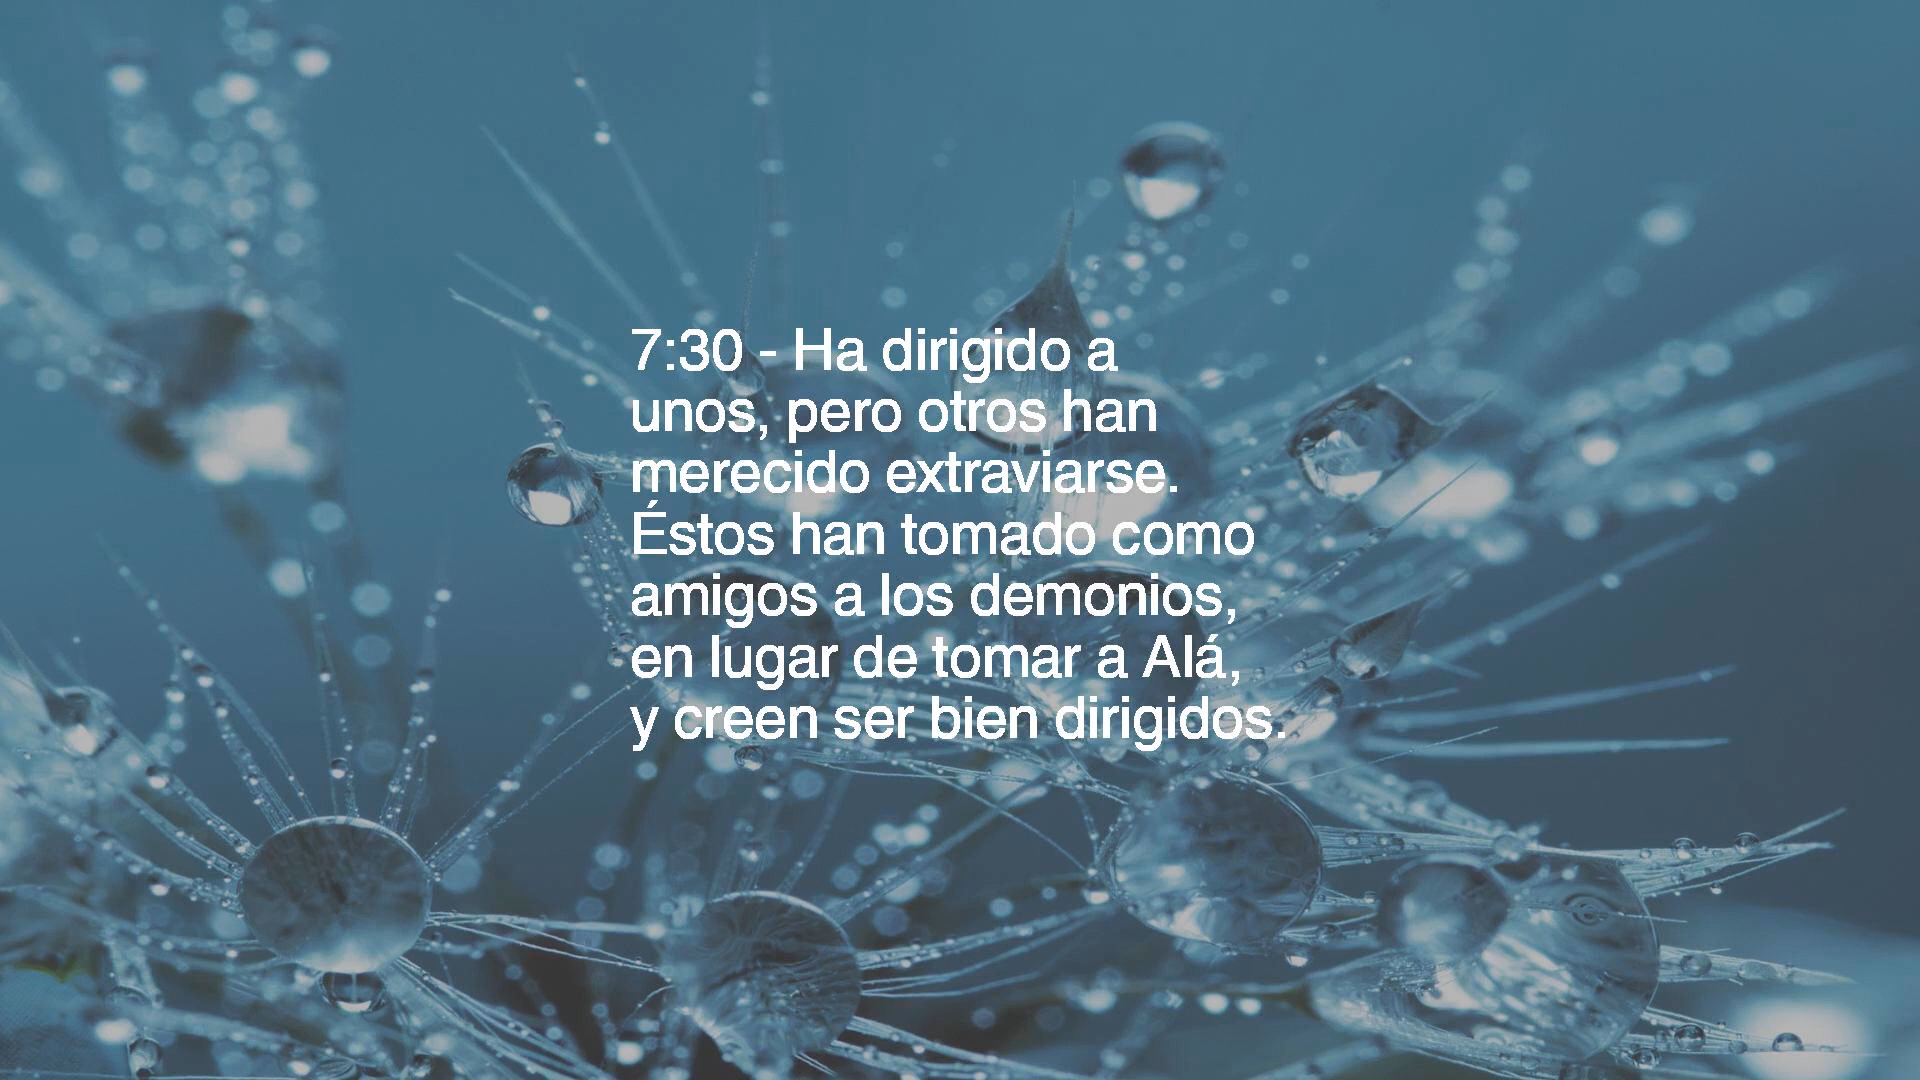 7:30 - Ha dirigido a
unos, pero otros han
merecido extraviarse.
Éstos han tomado como
amigos a los demonios,
en lugar de tomar a Alá,
y creen ser bien dirigidos.